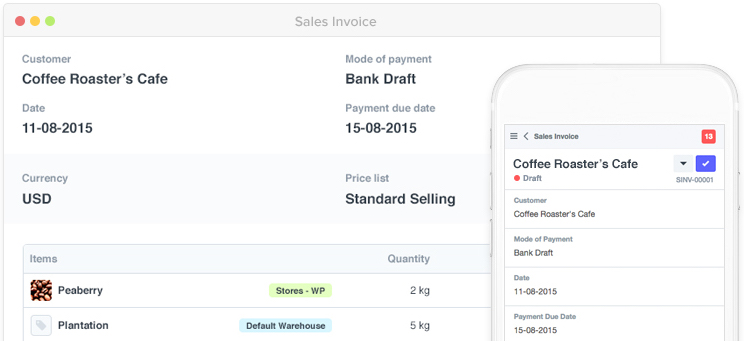 Sales Invoice
Customer
Coffee Roaster's Cafe
Mode of payment
Bank Draft
Date
11-08-2015
Payment due date
15-08-2015
Currency
USD
Price list
Standard Selling
Items Quantity
Peaberry Stores - WP 2 kg
Plantation Default Warehouse 5 kg
Sales Invoice 13
Coffee Roaster's Cafe
Draft SINV-00001
Customer
Coffee Roaster's Cafe
Mode of Payment
Bank Draft
Date
11-08-2015
Payment Due Date
15-08-2015